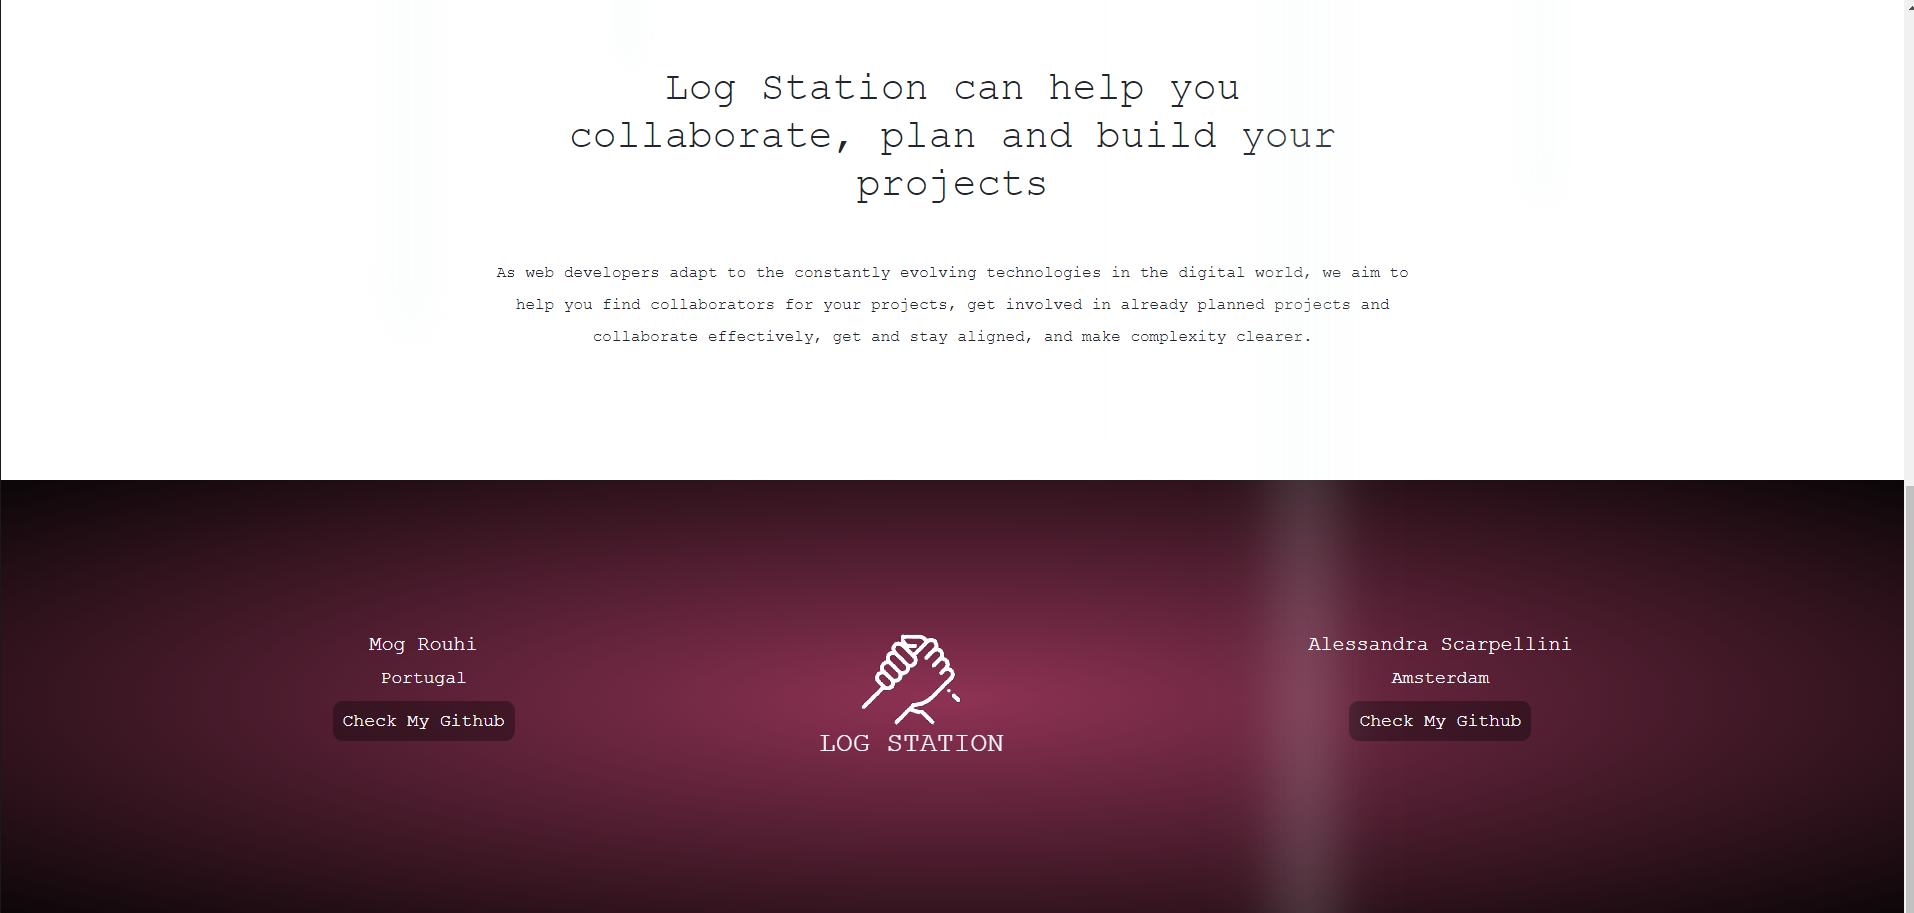 Log Station can help you
collaborate, plan and build your
projects
As web developers adapt to the constantly evolving technologies in the digital world, we aim to
help you find collaborators for your projects, get involved in already planned projects and
collaborate effectively, get and stay aligned, and make complexity clearer.
Mog Rouhi
Portugal
Check My Github
LOG STATION
Alessandra Scarpellini
Amsterdam
Check My Github